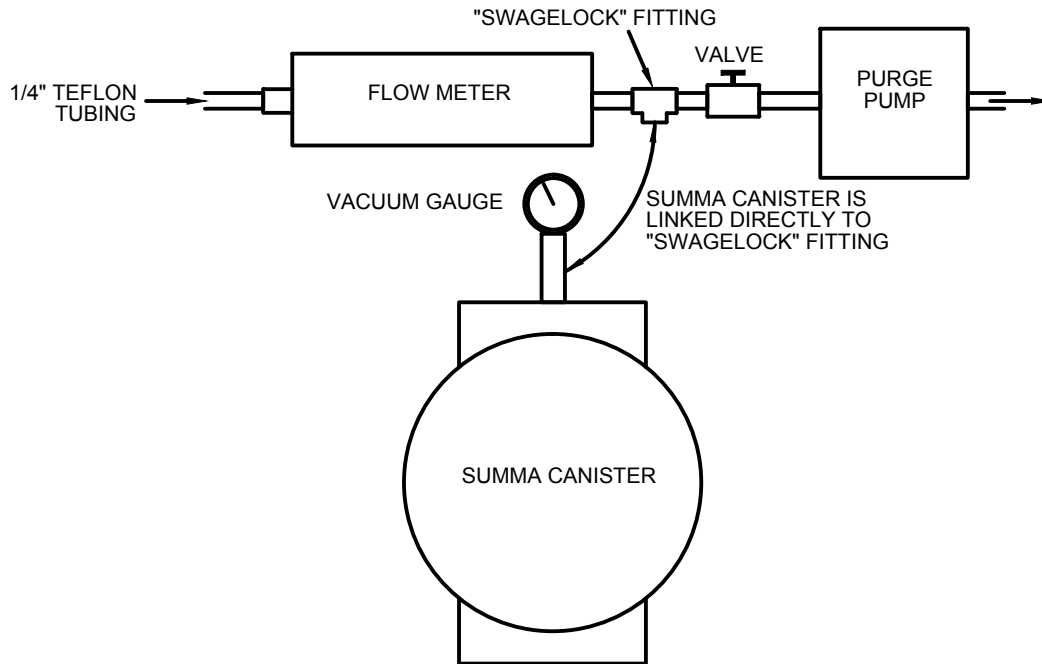 "SWAGELOCK" FITTING
VALVE
1/4" TEFLON
TUBING
FLOW METER
PURGE
PUMP
VACUUM GAUGE
SUMMA CANISTER IS
LINKED DIRECTLY TO
"SWAGELOCK" FITTING
SUMMA CANISTER